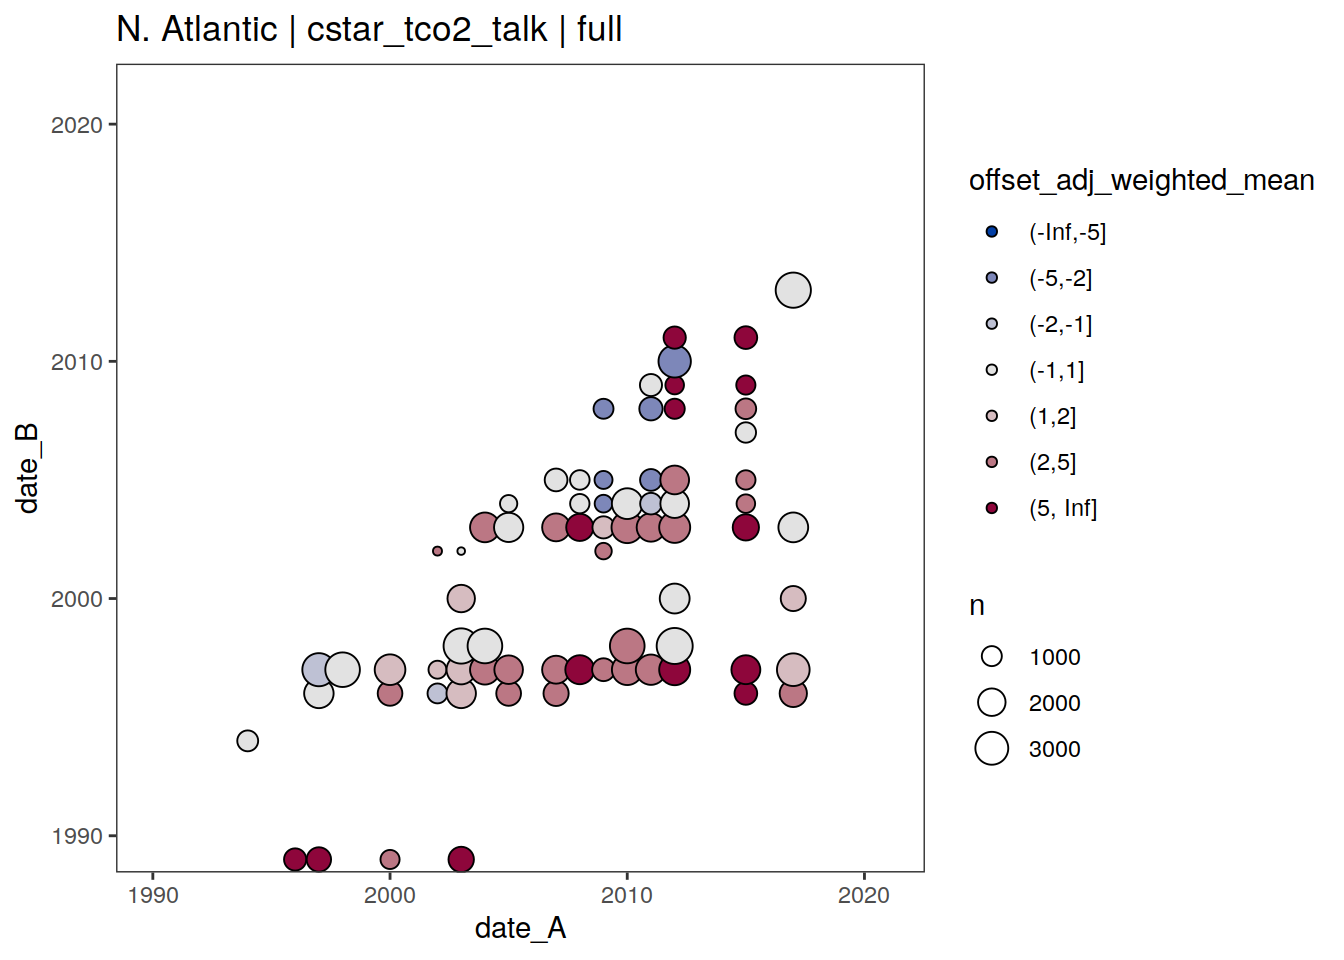 N. Atlantic | cstar_tco2_talk | full
2020
2010
2000
1990
date_B
1990
2000
2010
2020
date_A
offset_adj_weighted_mean
(-Inf,-5]
(-5,-2]
(-2,-1]
(-1,1]
(1,2]
(2,5]
(5, Inf]
n
1000
2000
3000